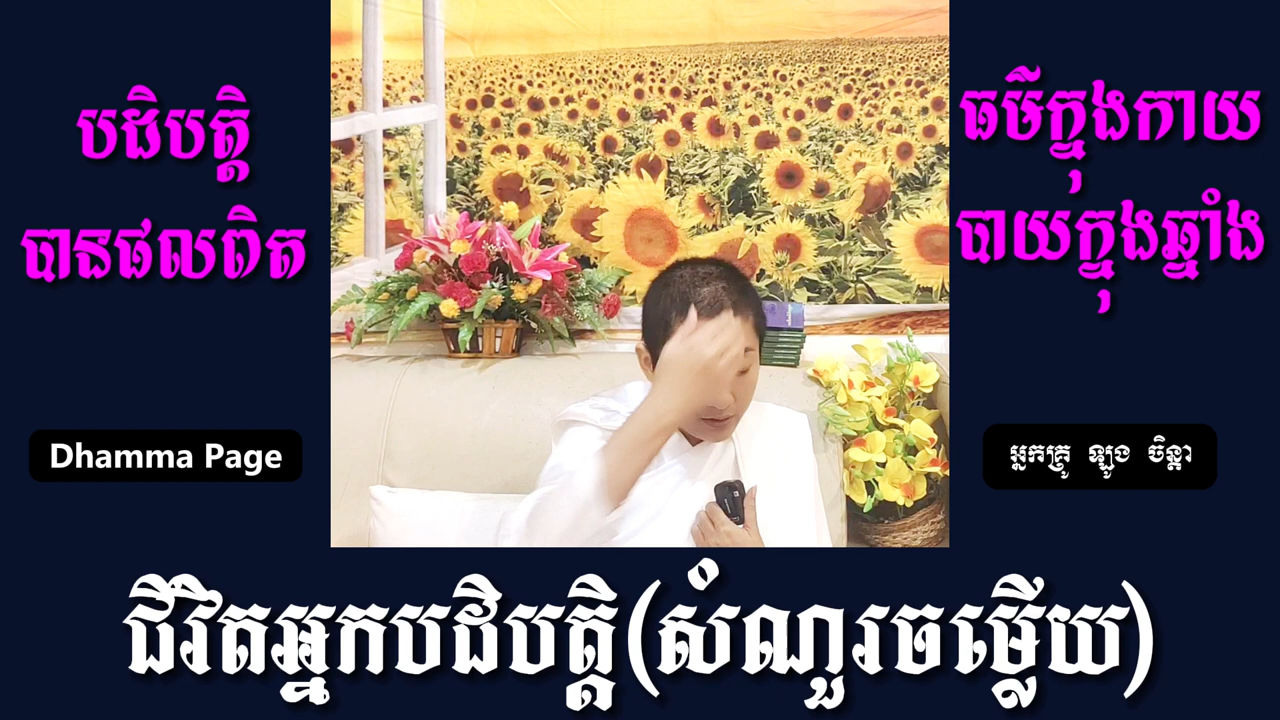 បដិបត្តិ
បានផលពិត
ធម៌ក្នុងកាយ
បាយក្នុងឆ្នាំង
Dhamma Page
អ្នកគ្រូ ឡុង ចិន្តា
ជីវិតអ្នកបដិបត្តិ(សំណួរចម្លើយ)